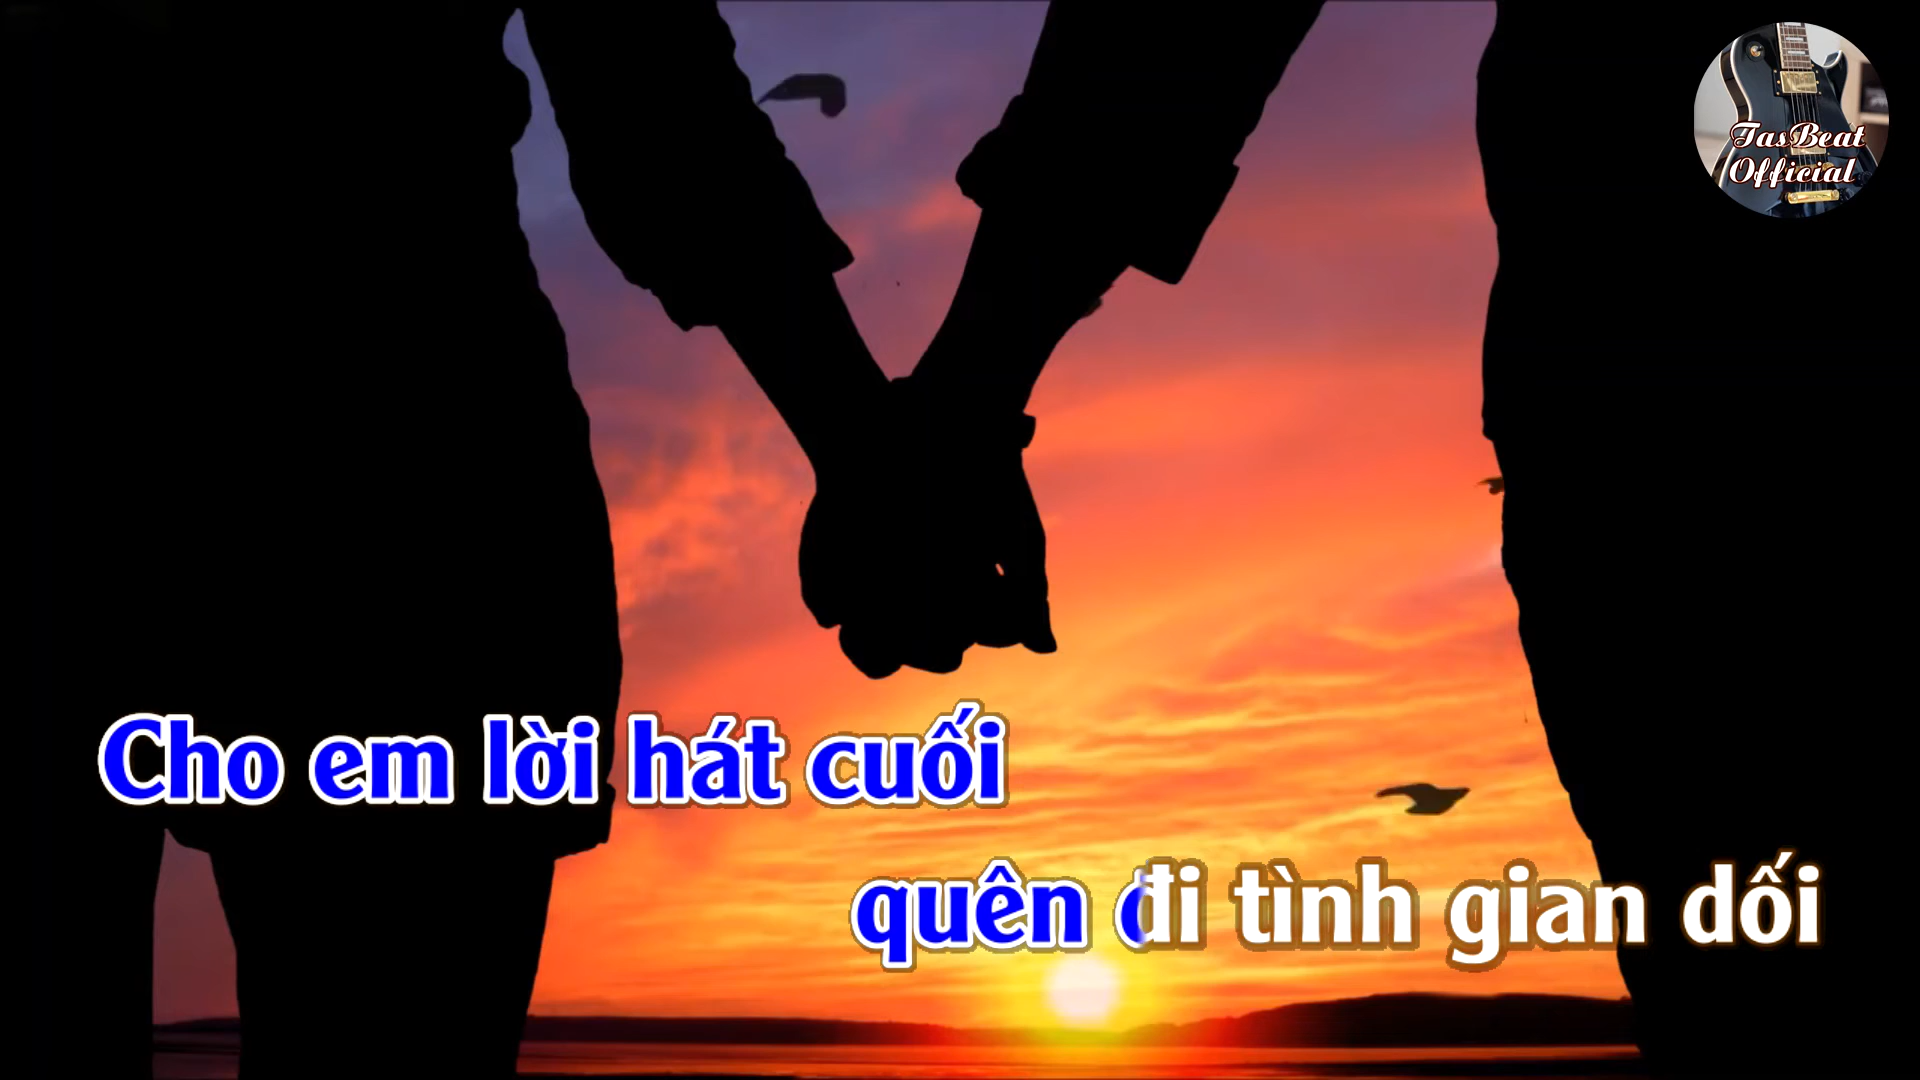 TasBeat
Official
Cho em lời hát cuối
quên đi tình gian dối